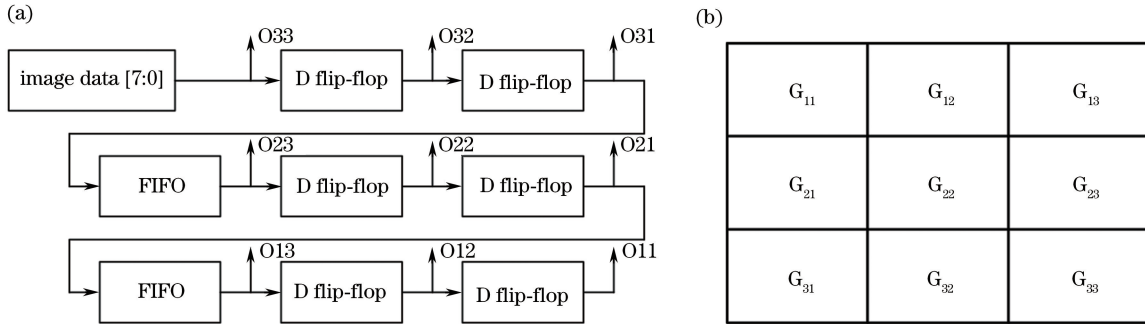 (a)
O33
O32
O31
image data [7:0]
D flip-flop
D flip-flop
O23
O22
O21
FIFO
D flip-flop
D flip-flop
O13
O12
O11
FIFO
D flip-flop
D flip-flop
(b)
G₁₁ G₁₂ G₁₃
G₂₁ G₂₂ G₂₃
G₃₁ G₃₂ G₃₃